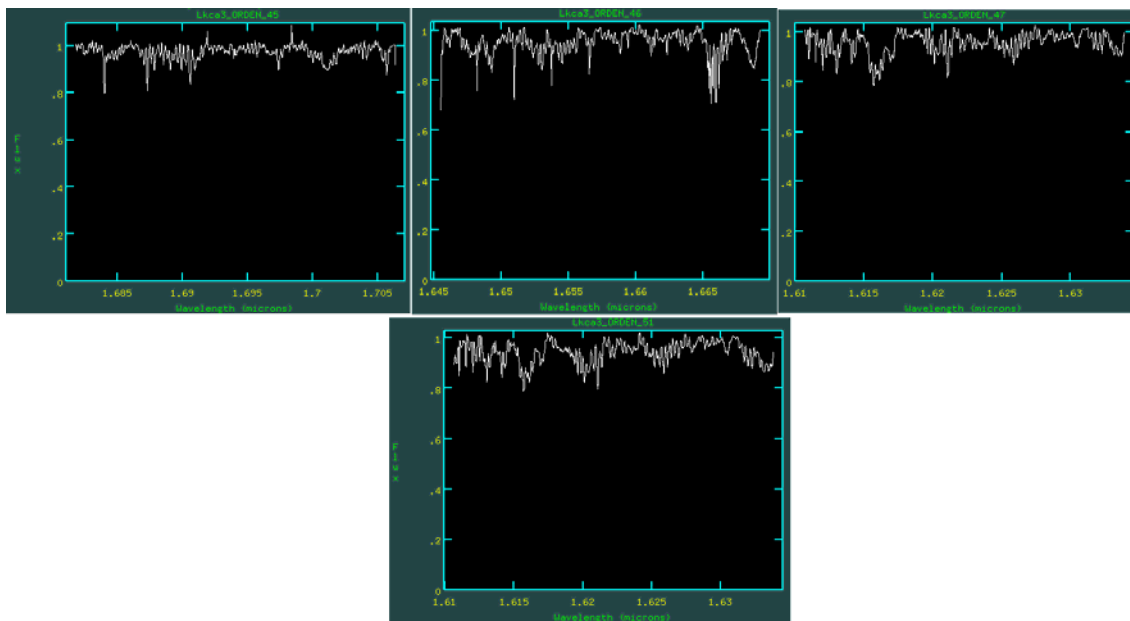 Lkca3_ORDEN_45
1
.8
.6
.4
.2
0
Flux
1.685 1.69 1.695 1.7 1.705
Wavelength (microns)
Lkca3_ORDEN_46
1
.8
.6
.4
.2
0
1.645 1.65 1.655 1.66 1.665
Wavelength (microns)
Lkca3_ORDEN_47
1
.8
.6
.4
.2
0
1.61 1.615 1.62 1.625 1.63
Wavelength (microns)
Lkca3_ORDEN_51
1
.8
.6
.4
.2
0
Flux
1.61 1.615 1.62 1.625 1.63
Wavelength (microns)